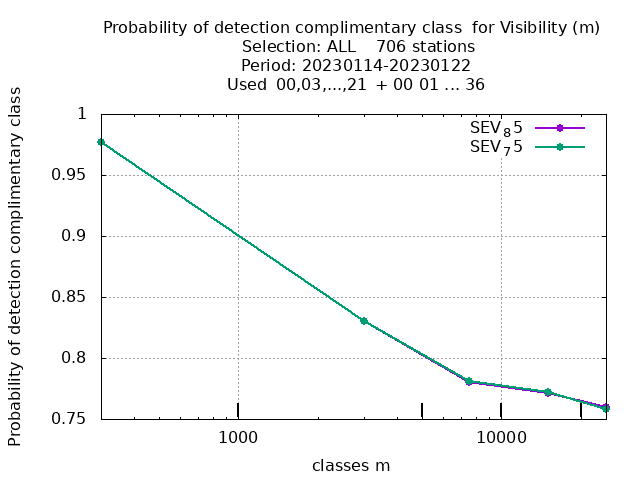 Probability of detection complimentary class  for Visibility (m)
Selection: ALL    706 stations
Period: 20230114-20230122
Used  00,03,...,21  + 00 01 ... 36
Probability of detection complimentary class
1
0.95
0.9
0.85
0.8
0.75
SEV₈5
SEV₇5
1000
10000
classes m